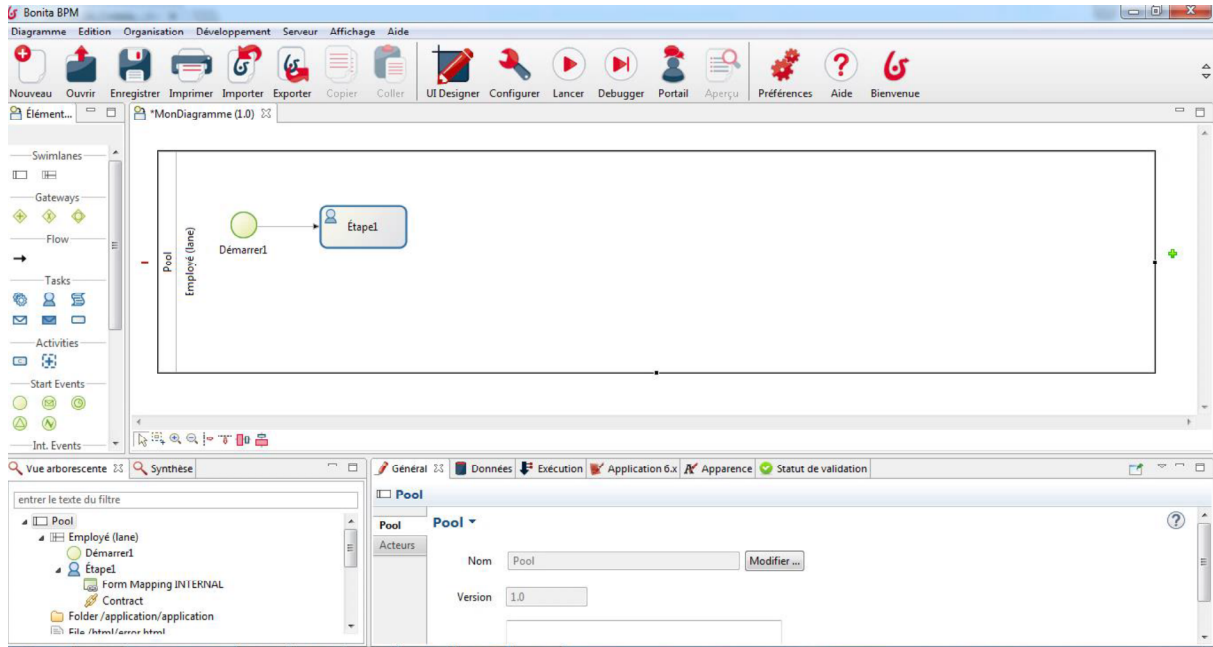 Bonita BPM
Diagramme Edition Organisation Développement Serveur Affichage Aide
Nouveau Ouvrir Enregistrer Imprimer Importer Exporter Copier Coller UI Designer Configurer Lancer Debugger Portail Aperçu Préférences Aide Bienvenue
Élément... *MonDiagramme (1.0)
Swimlanes
Gateways
Flow
Tasks
Activities
Start Events
Int. Events
Pool
Employé (lane)
Démarrer1
Étape1
Vue arborescente Synthèse
entrer le texte du filtre
Pool
Employé (lane)
Démarrer1
Étape1
Form Mapping INTERNAL
Contract
Folder /application/application
File /html/error html
Général Données Exécution Application 6.x Apparence Statut de validation
Pool
Pool
Acteurs
Pool
Nom Pool Modifier ...
Version 1.0